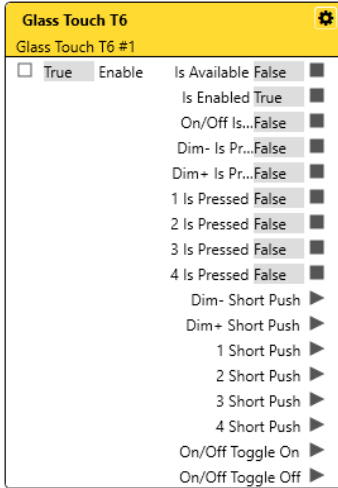 Glass Touch T6
Glass Touch T6 #1
True Enable Is Available False
Is Enabled True
On/Off Is...False
Dim- Is Pr...False
Dim+ Is Pr...False
1 Is Pressed False
2 Is Pressed False
3 Is Pressed False
4 Is Pressed False
Dim- Short Push
Dim+ Short Push
1 Short Push
2 Short Push
3 Short Push
4 Short Push
On/Off Toggle On
On/Off Toggle Off